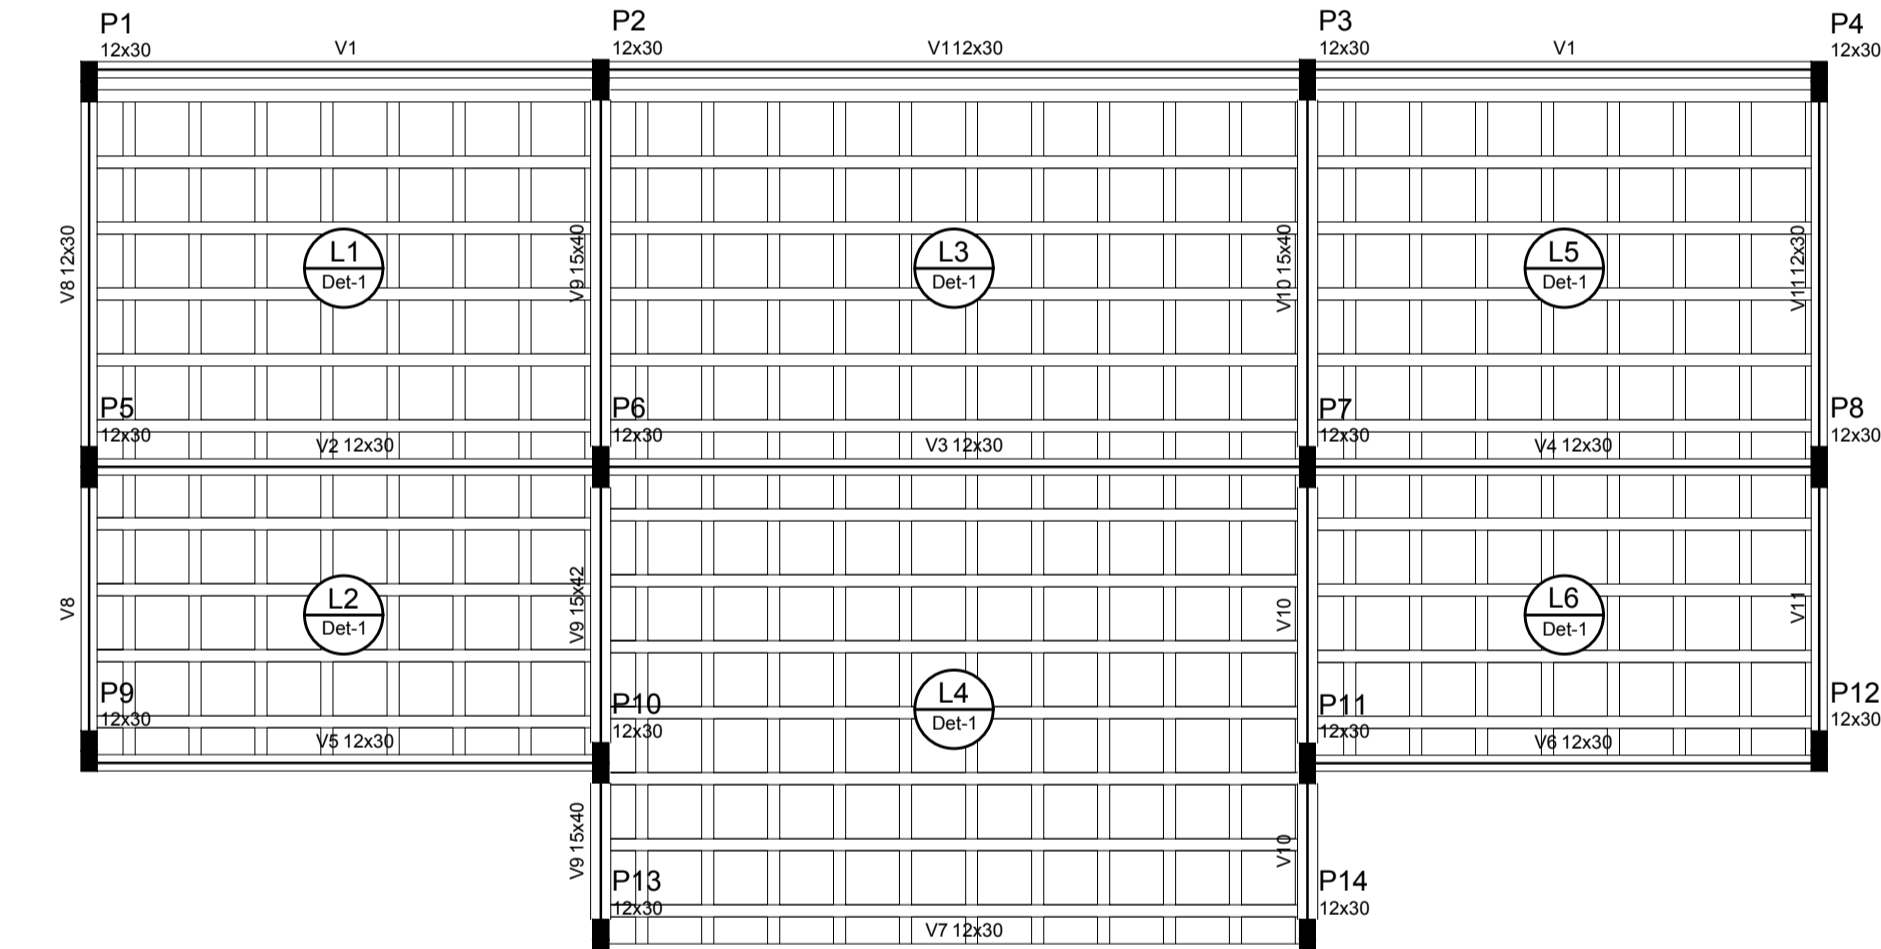 P1
12x30
V1
P2
12x30
V1 12x30
P3
12x30
V1
P4
12x30
V8 12x30
L1
Det-1
V9 15x40
L3
Det-1
V10 15x40
L5
Det-1
V11 12x30
P5
12x30
V2 12x30
P6
12x30
V3 12x30
P7
12x30
V4 12x30
P8
12x30
V8
L2
Det-1
V9 15x42
L4
Det-1
V10
L6
Det-1
V11
P9
12x30
V5 12x30
P10
12x30
P11
12x30
V6 12x30
P12
12x30
V9 15x40
V10
P13
12x30
V7 12x30
P14
12x30